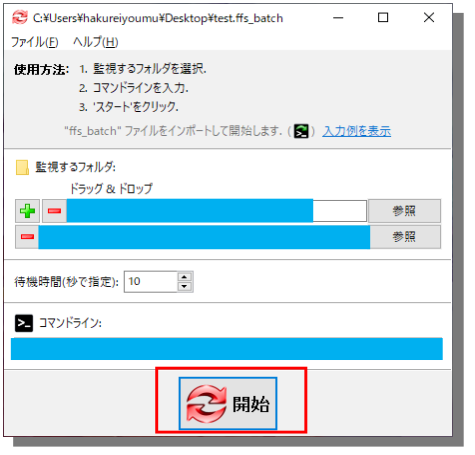 C:¥Users¥hakureiyoumu¥Desktop¥test.ffs_batch
ファイル(F) ヘルプ(H)
使用方法: 1. 監視するフォルダを選択.
2. コマンドラインを入力.
3. 'スタート'をクリック.
"ffs_batch" ファイルをインポートして開始します. ( ) 入力例を表示
監視するフォルダ:
ドラッグ & ドロップ
参照
参照
待機時間(秒で指定): 10
コマンドライン:
開始